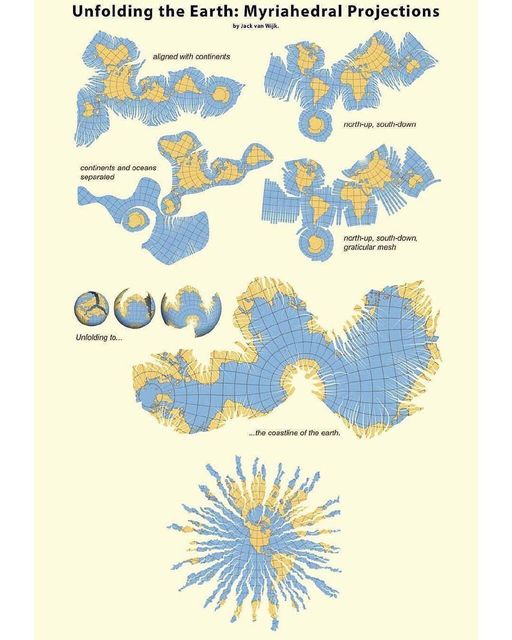 Unfolding the Earth: Myriahedral Projections
by Jack van Wijk.
aligned with continents
north-up, south-down
continents and oceans
separated
north-up, south-down,
graticular mesh
Unfolding to...
...the coastline of the earth.